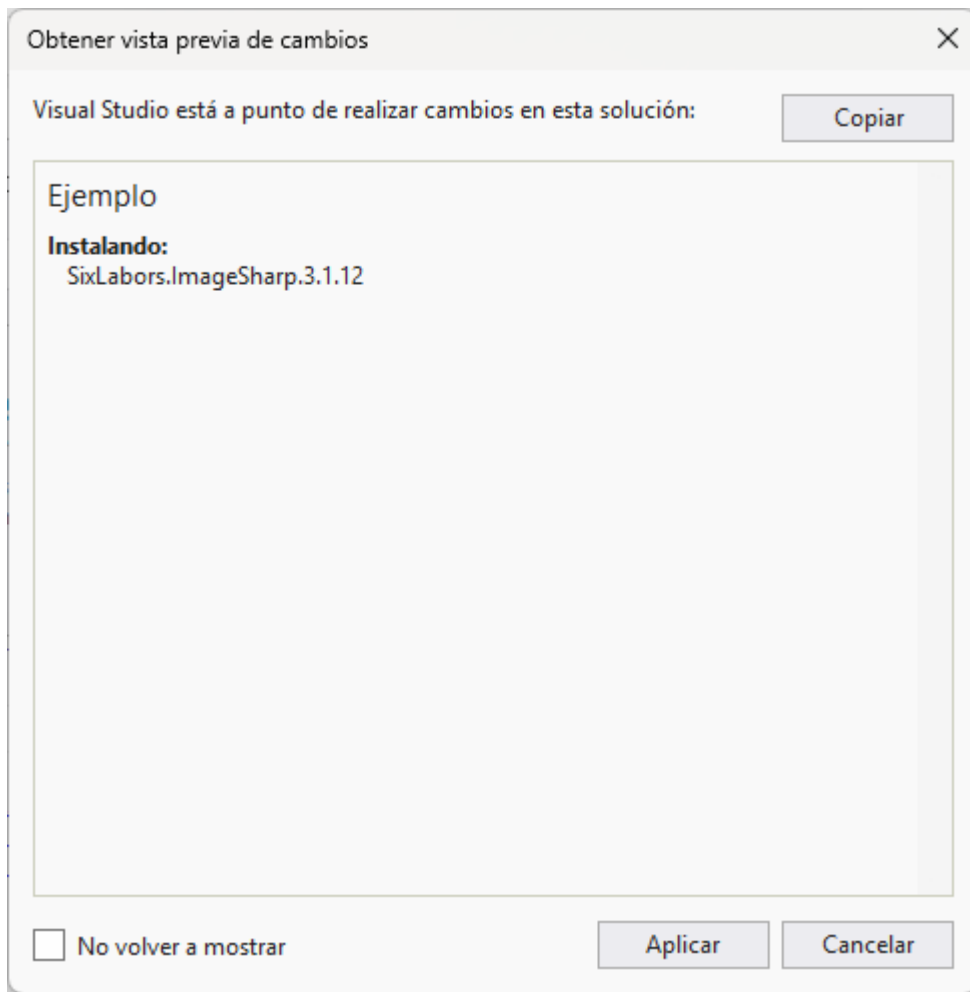 Obtener vista previa de cambios
Visual Studio está a punto de realizar cambios en esta solución:
Copiar
Ejemplo
Instalando:
SixLabors.ImageSharp.3.1.12
No volver a mostrar
Aplicar
Cancelar